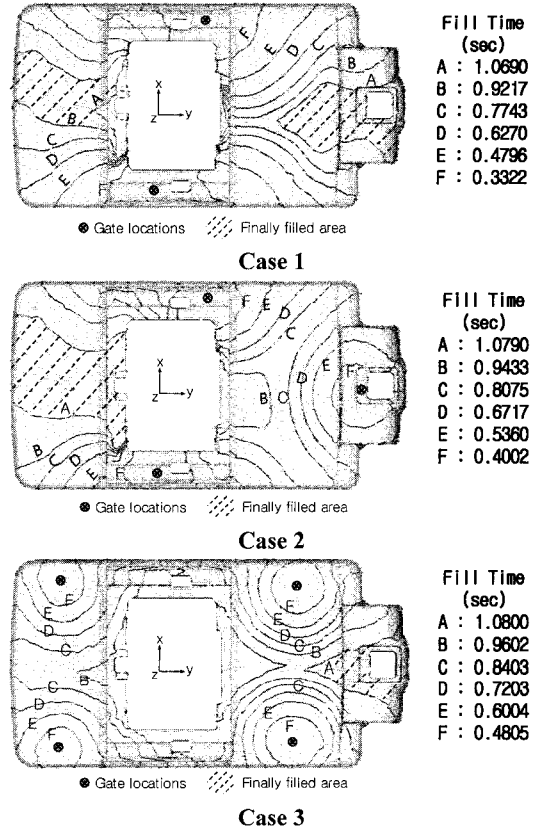 Fill Time
(sec)
A : 1.0690
B : 0.9217
C : 0.7743
D : 0.6270
E : 0.4796
F : 0.3322
F E D C B A
A B C D E F
x
z y
Gate locations Finally filled area
Case 1
Fill Time
(sec)
A : 1.0790
B : 0.9433
C : 0.8075
D : 0.6717
E : 0.5360
F : 0.4002
F E D C B C D E F
A B C D E F
x
z y
Gate locations Finally filled area
Case 2
Fill Time
(sec)
A : 1.0800
B : 0.9602
C : 0.8403
D : 0.7203
E : 0.6004
F : 0.4805
F E D C B C D E F
F E D C B A C D E F
x
z y
Gate locations Finally filled area
Case 3